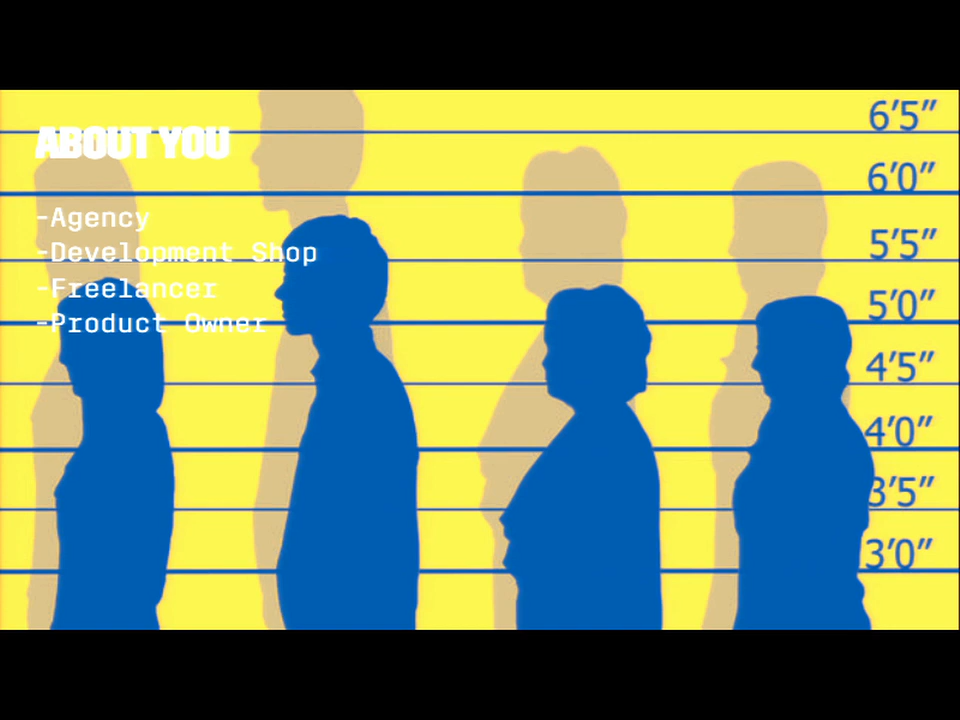 ABOUT YOU
-Agency
-Development Shop
-Freelancer
-Product Owner
6'5"
6'0"
5'5"
5'0"
4'5"
4'0"
3'5"
3'0"